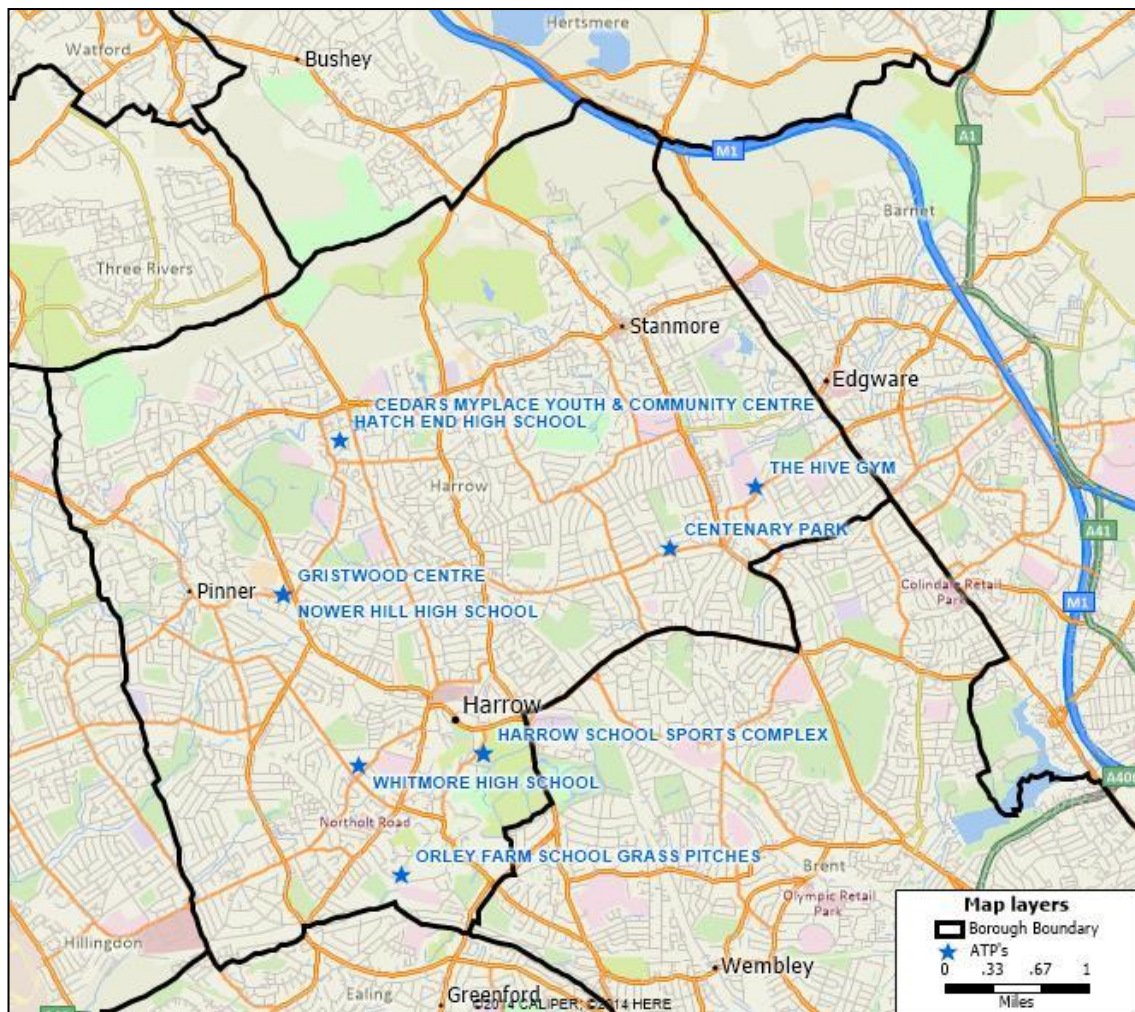 Hertsmere
Watford
Bushey
A1
M1
Barnet
Three Rivers
Stanmore
Edgware
CEDARS MYPLACE YOUTH & COMMUNITY CENTRE
HATCH END HIGH SCHOOL
THE HIVE GYM
Harrow
CENTENARY PARK
A41
GRISTWOOD CENTRE
Pinner
Colindale Retail
Park
NOWER HILL HIGH SCHOOL
M1
Harrow
HARROW SCHOOL SPORTS COMPLEX
WHITMORE HIGH SCHOOL
A406
Northolt Road
ORLEY FARM SCHOOL GRASS PITCHES
Brent
Olympic Retail
Park
Hillingdon
Wembley
Ealing
Greenford
©2014 CALIPER; ©2014 HERE
Map layers
Borough Boundary
ATP's
0 .33 .67 1
Miles